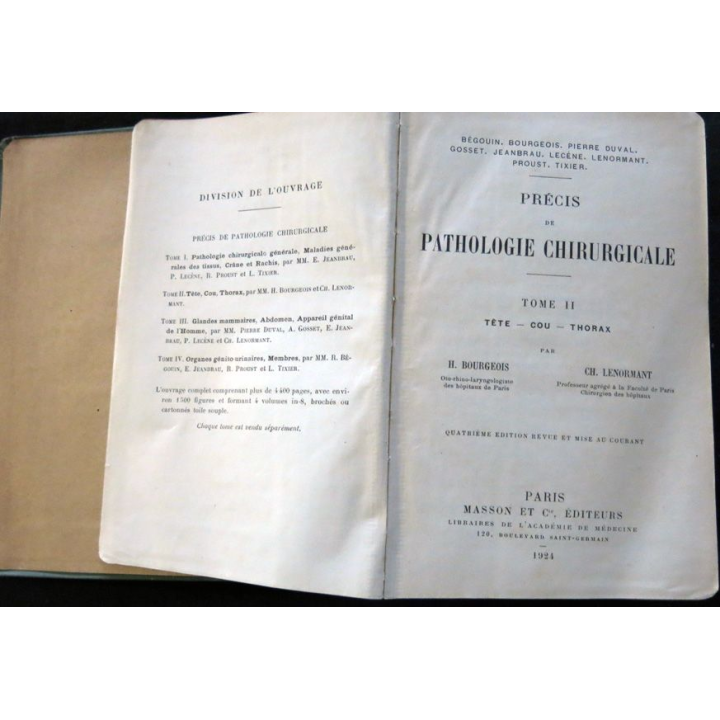 DIVISION DE L'OUVRAGE
PRÉCIS DE PATHOLOGIE CHIRURGICALE
TOME I. Pathologie chirurgicale générale, Maladies géné-
rales des tissus, Crâne et Rachis, par MM. E. JEANBRAU,
P. LECÈNE, R. PROUST et L. TIXIER.
TOME II. Tête, Cou, Thorax, par MM. H. BOURGEOIS et CH. LENOR-
MANT.
TOME III. Glandes mammaires, Abdomen, Appareil génital
de l'Homme, par MM. PIERRE DUVAL, A. GOSSET, E. JEAN-
BRAU, P. LECÈNE et CH. LENORMANT.
TOME IV. Organes génito urinaires, Membres, par MM. H. BÉ-
GOUIN, E. JEANBRAU, R. PROUST et L. TIXIER.
L'ouvrage complet comprenant plus de 4400 pages, avec envi-
ron 1500 figures et formant 4 volumes in-8, brochés ou
cartonnés toile souple.
Chaque tome est vendu séparément.
BÉGOUIN, BOURGEOIS, PIERRE DUVAL,
GOSSET, JEANBRAU, LECÈNE, LENORMANT,
PROUST, TIXIER.
PRÉCIS
DE
PATHOLOGIE CHIRURGICALE
TOME II
TÊTE — COU — THORAX
PAR
H. BOURGEOIS
Oto-rhino-laryngologiste
des hôpitaux de Paris
CH. LENORMANT
Professeur agrégé à la Faculté de Paris
Chirurgien des hôpitaux
QUATRIÈME EDITION REVUE ET MISE AU COURANT
PARIS
MASSON ET Cie, ÉDITEURS
LIBRAIRES DE L'ACADÉMIE DE MÉDECINE
120, BOULEVARD SAINT-GERMAIN
1924